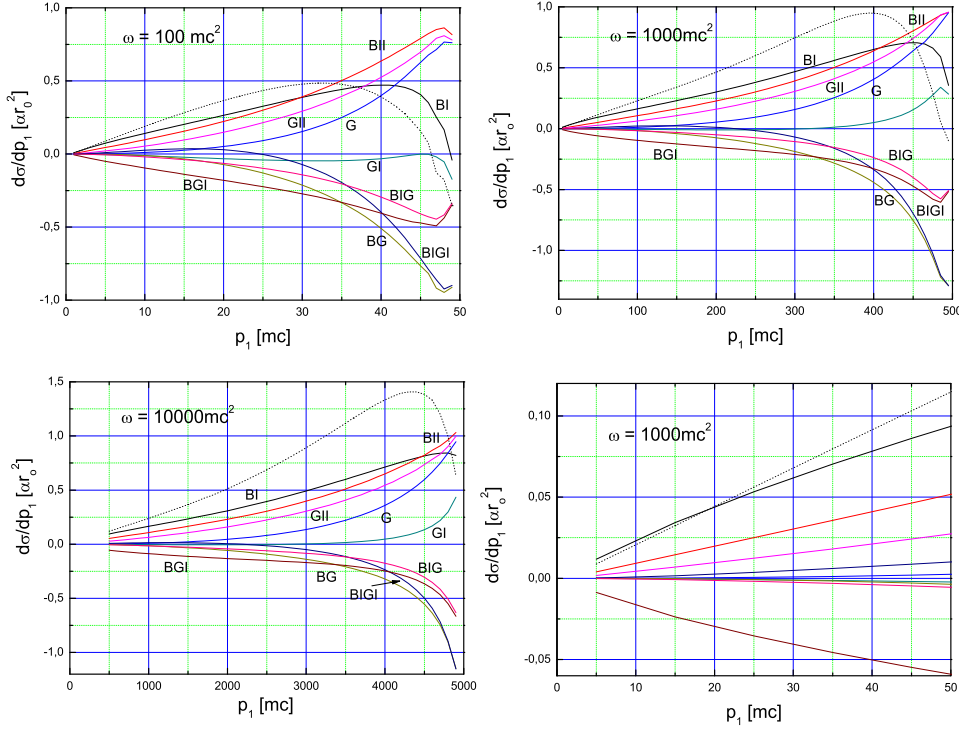 ω = 100 mc²
dσ/dp₁ [αr₀²]
1,0
0,5
0,0
-0,5
-1,0
BII
BI
GII
G
GI
BGI
BIG
BG
BIGI
0 10 20 30 40 50
p₁ [mc]
ω = 1000mc²
dσ/dp₁ [αr₀²]
1,0
0,5
0,0
-0,5
-1,0
BII
BI
GII
G
GI
BGI
BIG
BG
BIGI
0 100 200 300 400 500
p₁ [mc]
ω = 10000mc²
dσ/dp₁ [αr₀²]
1,5
1,0
0,5
0,0
-0,5
-1,0
BII
BI
GII
G
GI
BGI
BG
BIG
BIGI
0 1000 2000 3000 4000 5000
p₁ [mc]
ω = 1000mc²
dσ/dp₁ [αr₀²]
0,10
0,05
0,00
-0,05
0 10 20 30 40 50
p₁ [mc]